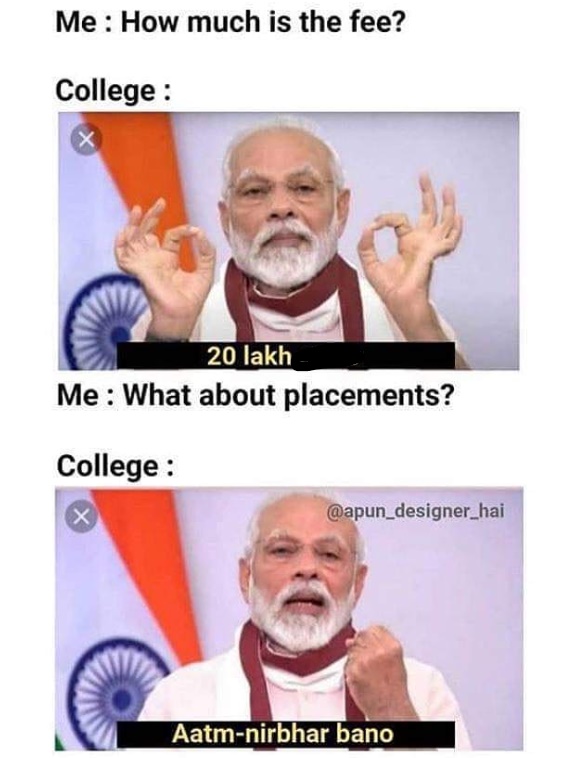 Me : How much is the fee?
College :
20 lakh
Me : What about placements?
College :
@apun_designer_hai
Aatm-nirbhar bano